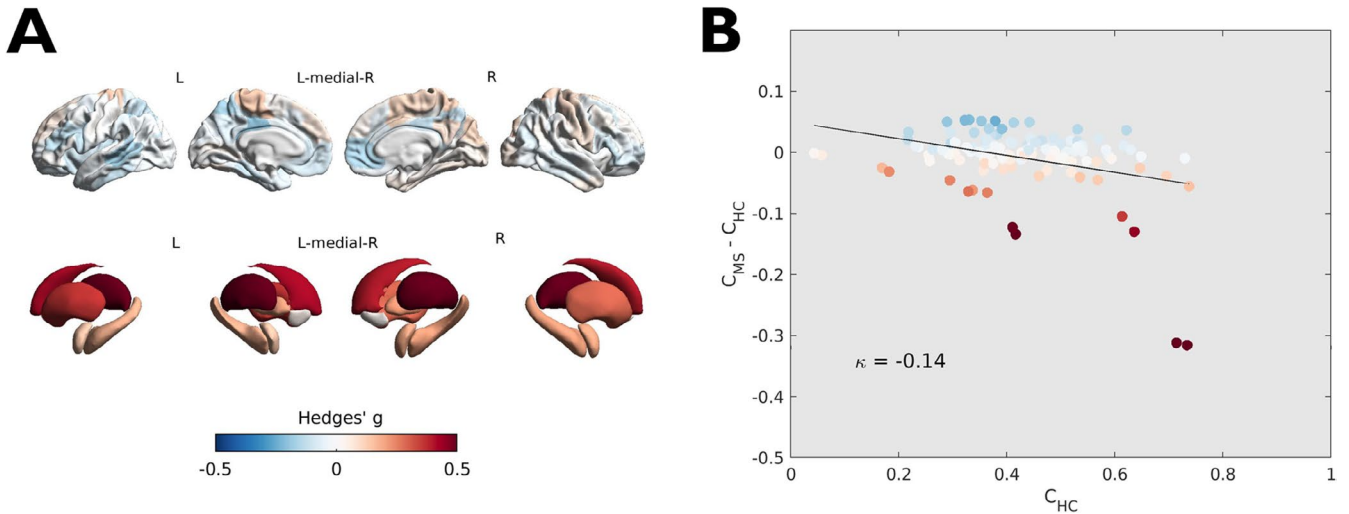 A
L
L-medial-R
R
L
L-medial-R
R
Hedges' g
-0.5
0
0.5
B
0.1
0
-0.1
-0.2
-0.3
-0.4
-0.5
C_MS - C_HC
κ = -0.14
0
0.2
0.4
0.6
0.8
1
C_HC